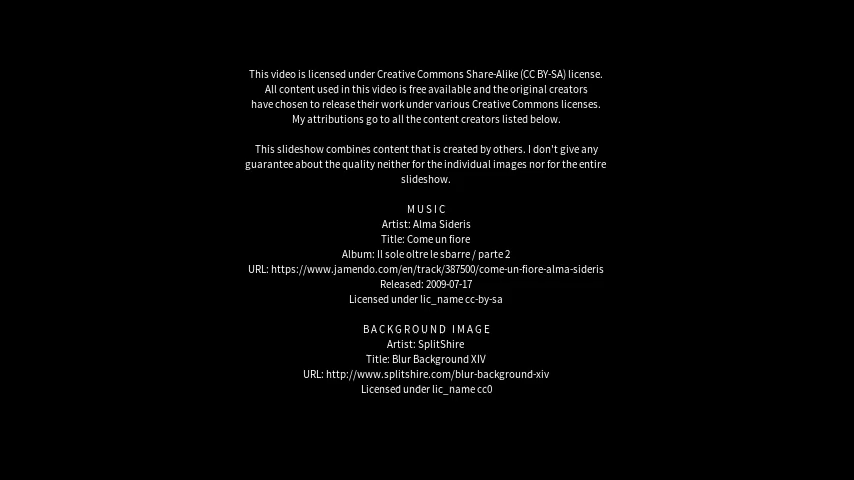 This video is licensed under Creative Commons Share-Alike (CC BY-SA) license.
All content used in this video is free available and the original creators
have chosen to release their work under various Creative Commons licenses.
My attributions go to all the content creators listed below.
This slideshow combines content that is created by others. I don't give any
guarantee about the quality neither for the individual images nor for the entire
slideshow.
MUSIC
Artist: Alma Sideris
Title: Come un fiore
Album: Il sole oltre le sbarre / parte 2
URL: https://www.jamendo.com/en/track/387500/come-un-fiore-alma-sideris
Released: 2009-07-17
Licensed under lic_name cc-by-sa
BACKGROUND IMAGE
Artist: SplitShire
Title: Blur Background XIV
URL: http://www.splitshire.com/blur-background-xiv
Licensed under lic_name cc0